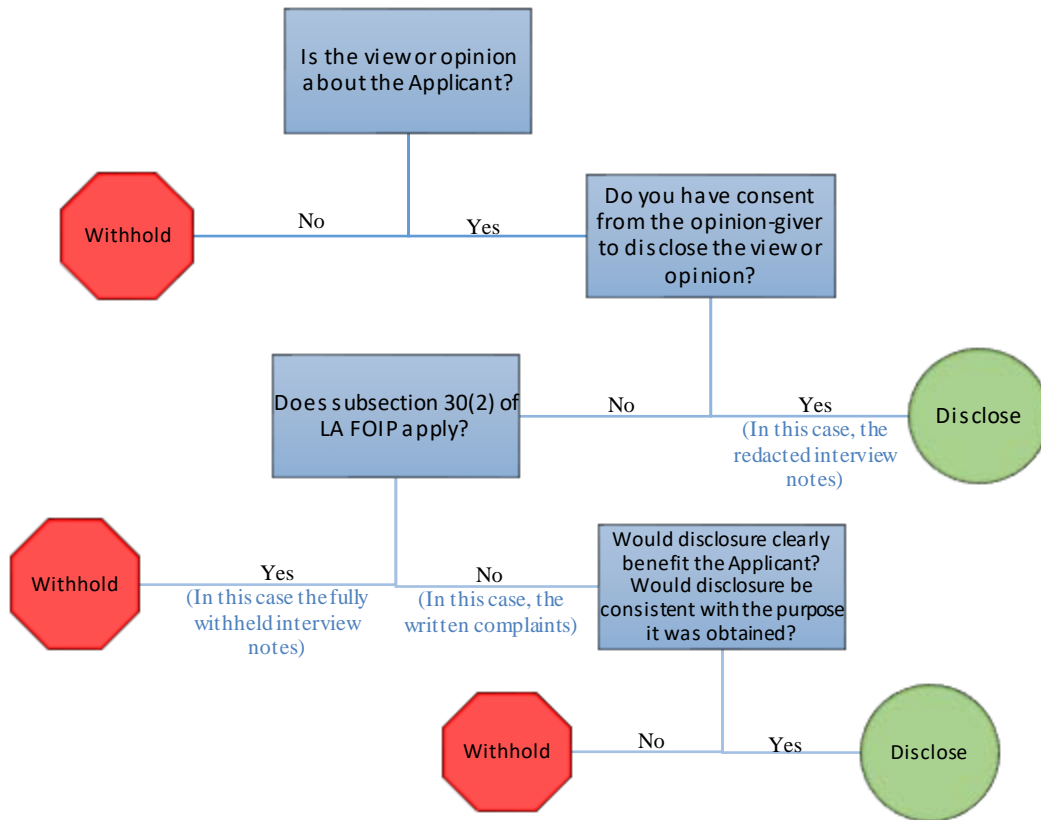 Is the view or opinion
about the Applicant?
No
Yes
Withhold
Do you have consent
from the opinion-giver
to disclose the view or
opinion?
Does subsection 30(2) of
LA FOIP apply?
No
Yes
(In this case, the
redacted interview
notes)
Disclose
Withhold
Yes
(In this case the fully
withheld interview
notes)
No
(In this case, the
written complaints)
Would disclosure clearly
benefit the Applicant?
Would disclosure be
consistent with the purpose
it was obtained?
Withhold
No
Yes
Disclose